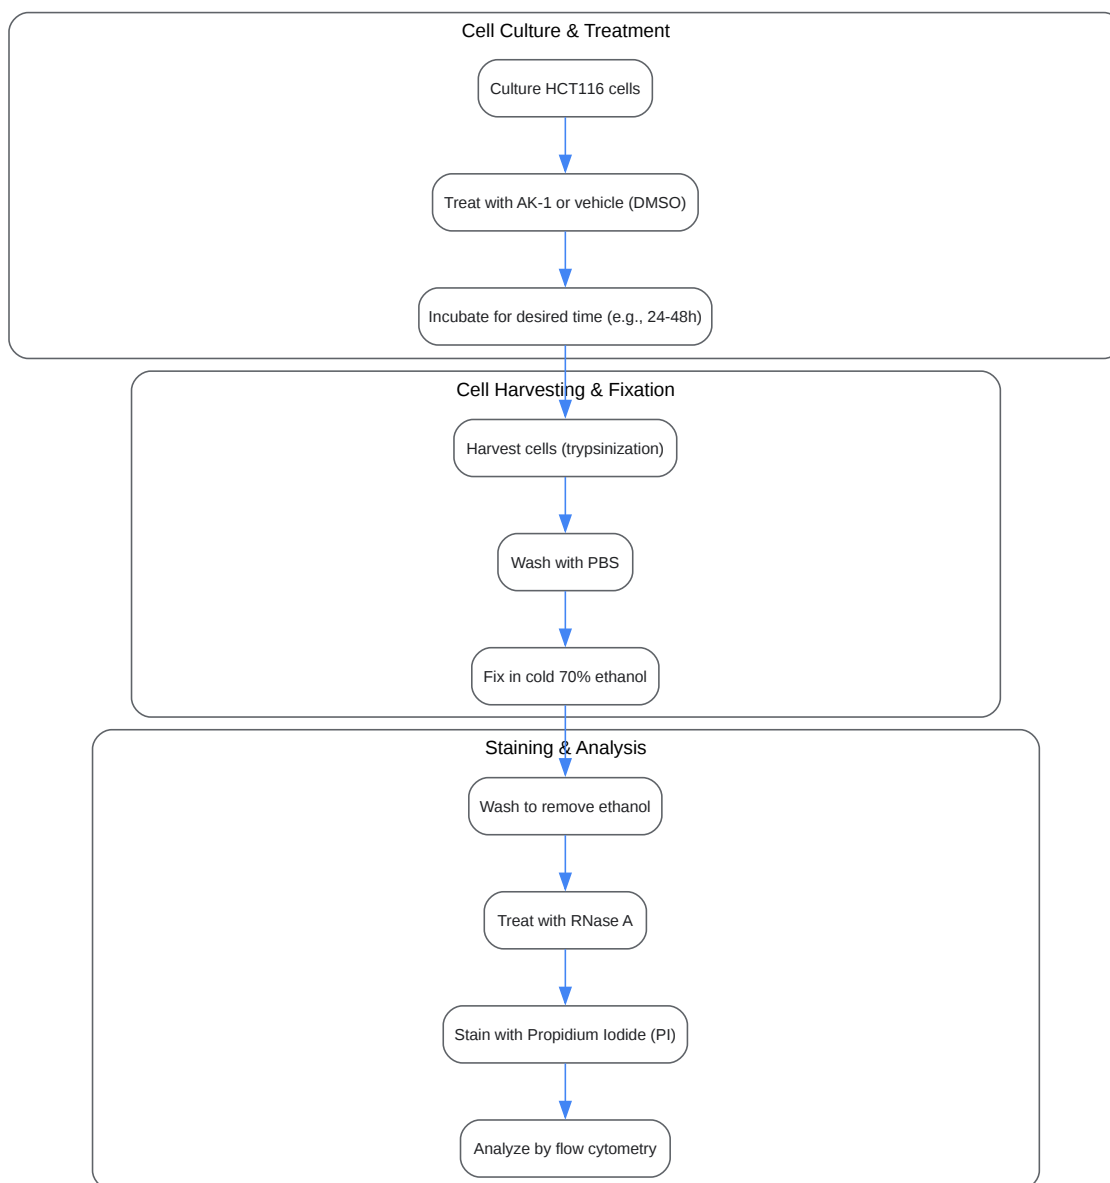 Cell Culture & Treatment
Culture HCT116 cells
Treat with AK-1 or vehicle (DMSO)
Incubate for desired time (e.g., 24-48h)
Cell Harvesting & Fixation
Harvest cells (trypsinization)
Wash with PBS
Fix in cold 70% ethanol
Staining & Analysis
Wash to remove ethanol
Treat with RNase A
Stain with Propidium Iodide (PI)
Analyze by flow cytometry